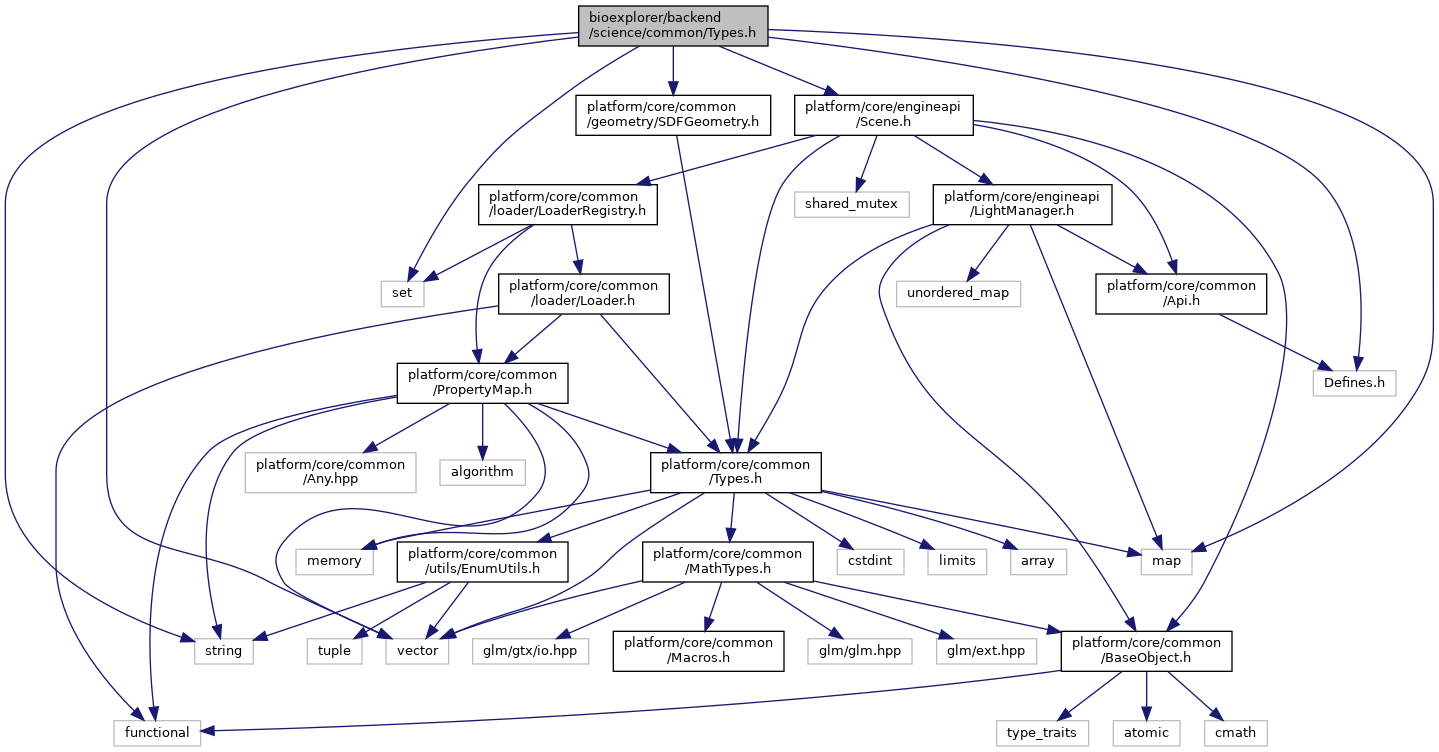 bioexplorer/backend
/science/common/Types.h
platform/core/common
/geometry/SDFGeometry.h
platform/core/engineapi
/Scene.h
platform/core/common
/loader/LoaderRegistry.h
shared_mutex
platform/core/engineapi
/LightManager.h
set
platform/core/common
/loader/Loader.h
unordered_map
platform/core/common
/Api.h
platform/core/common
/PropertyMap.h
Defines.h
platform/core/common
/Any.hpp
algorithm
platform/core/common
/Types.h
memory
platform/core/common
/utils/EnumUtils.h
platform/core/common
/MathTypes.h
cstdint
limits
array
map
string
tuple
vector
glm/gtx/io.hpp
platform/core/common
/Macros.h
glm/glm.hpp
glm/ext.hpp
platform/core/common
/BaseObject.h
functional
type_traits
atomic
cmath